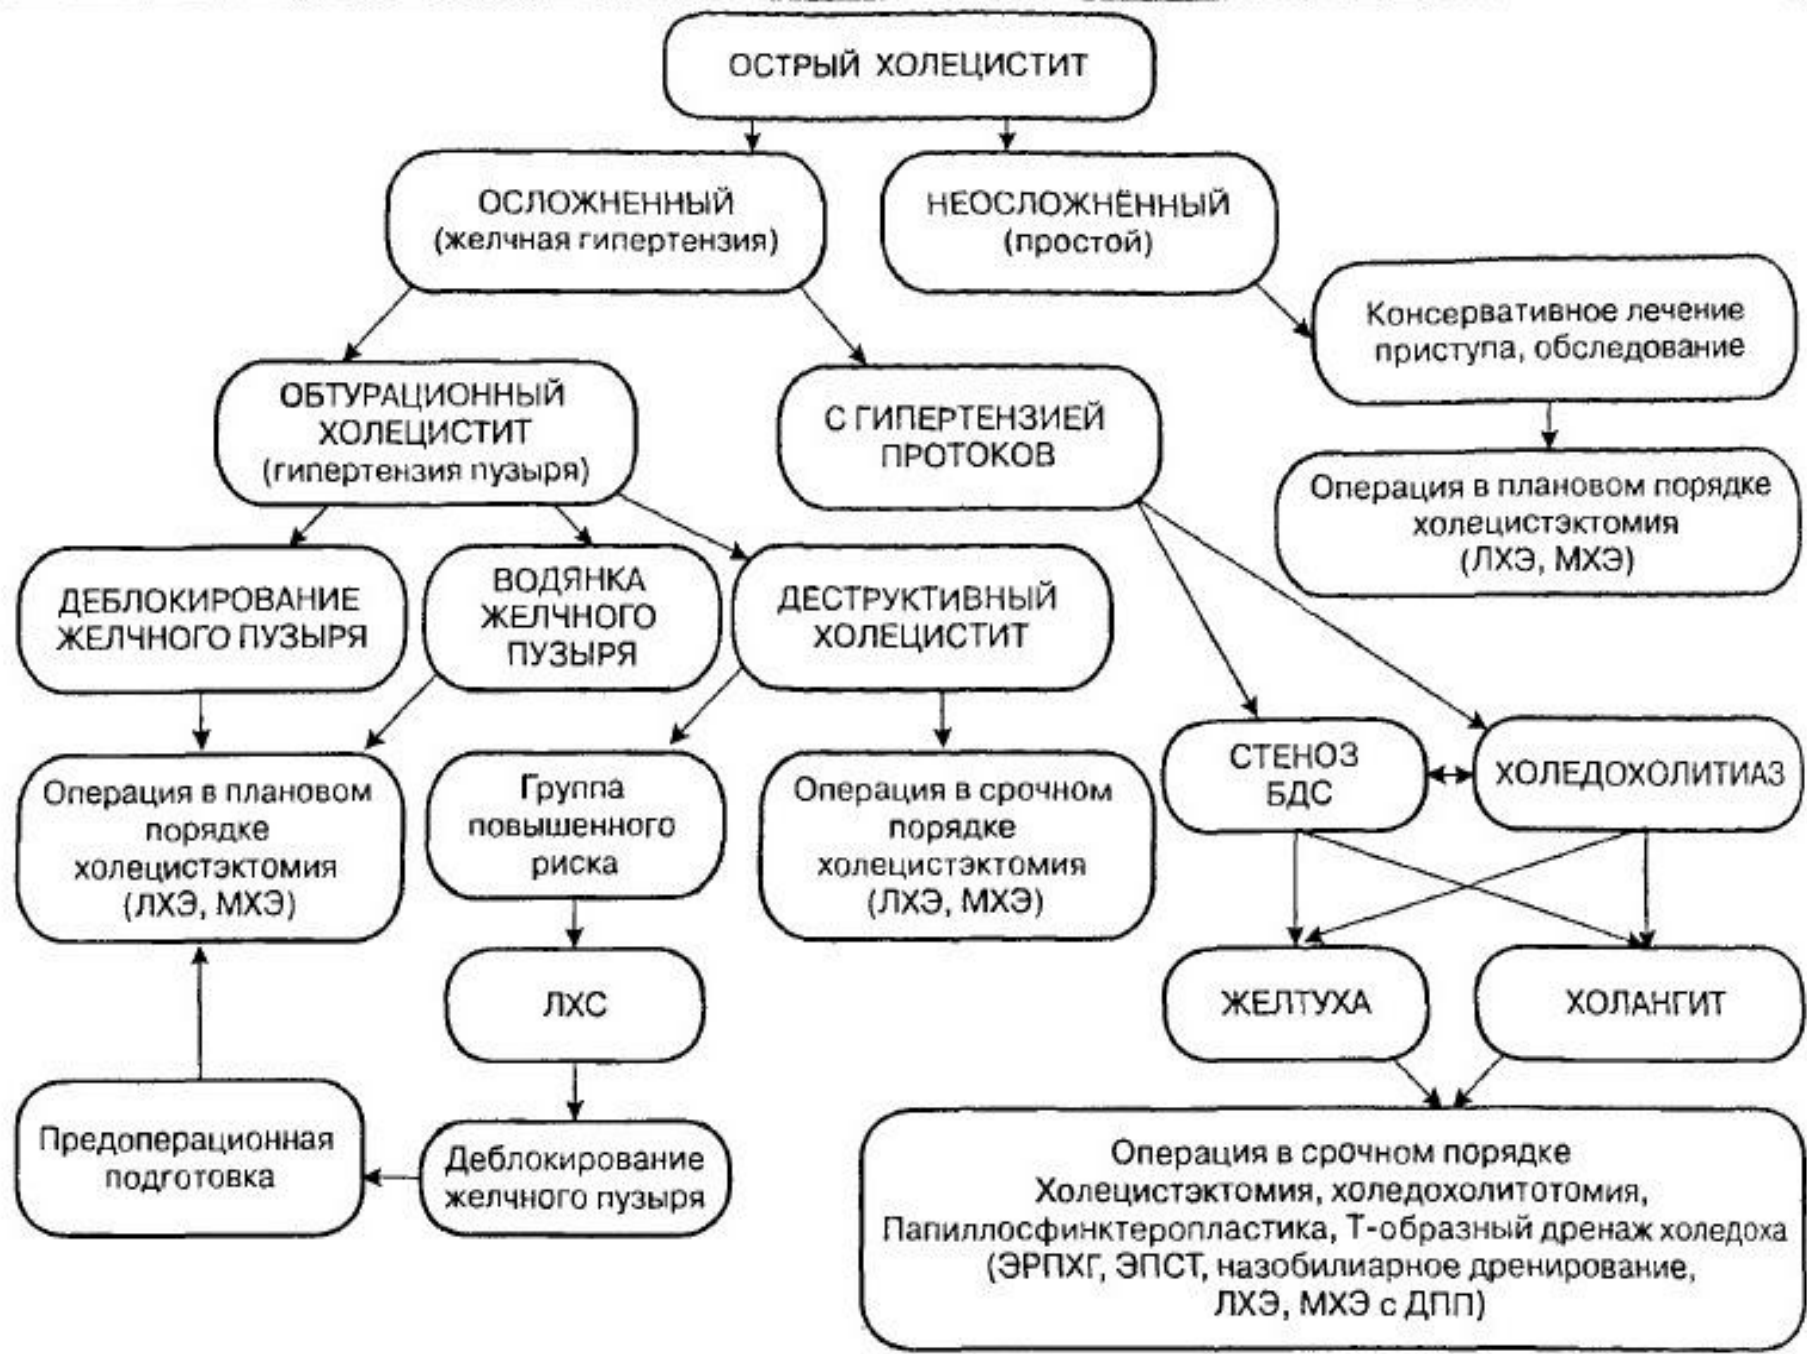 ОСТРЫЙ ХОЛЕЦИСТИТ
ОСЛОЖНЕННЫЙ
(желчная гипертензия)
НЕОСЛОЖНЁННЫЙ
(простой)
Консервативное лечение
приступа, обследование
ОБТУРАЦИОННЫЙ
ХОЛЕЦИСТИТ
(гипертензия пузыря)
С ГИПЕРТЕНЗИЕЙ
ПРОТОКОВ
Операция в плановом порядке
холецистэктомия
(ЛХЭ, МХЭ)
ДЕБЛОКИРОВАНИЕ
ЖЕЛЧНОГО ПУЗЫРЯ
ВОДЯНКА
ЖЕЛЧНОГО
ПУЗЫРЯ
ДЕСТРУКТИВНЫЙ
ХОЛЕЦИСТИТ
Операция в плановом
порядке
холецистэктомия
(ЛХЭ, МХЭ)
Группа
повышенного
риска
Операция в срочном
порядке
холецистэктомия
(ЛХЭ, МХЭ)
СТЕНОЗ
БДС
ХОЛЕДОХОЛИТИАЗ
ЛХС
ЖЕЛТУХА
ХОЛАНГИТ
Предоперационная
подготовка
Деблокирование
желчного пузыря
Операция в срочном порядке
Холецистэктомия, холедохолитотомия,
Папиллосфинктеропластика, Т-образный дренаж холедоха
(ЭРПХГ, ЭПСТ, назобилиарное дренирование,
ЛХЭ, МХЭ с ДПП)